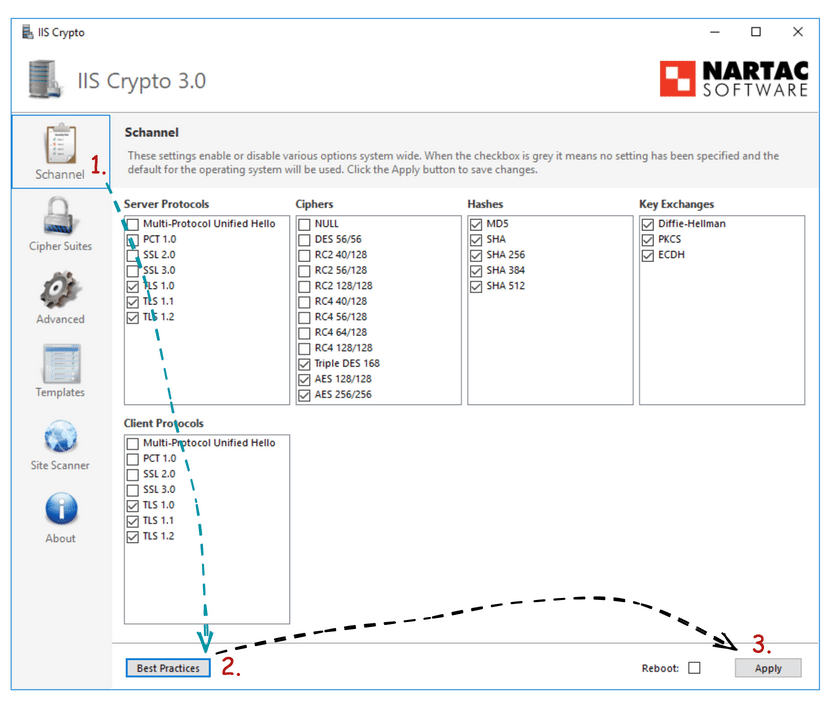 IIS Crypto
IIS Crypto 3.0
NARTAC
SOFTWARE
Schannel
1.
Cipher Suites
Advanced
Templates
Site Scanner
About
Schannel
These settings enable or disable various options system wide. When the checkbox is grey it means no setting has been specified and the
default for the operating system will be used. Click the Apply button to save changes.
Server Protocols
Multi-Protocol Unified Hello
PCT 1.0
SSL 2.0
SSL 3.0
TLS 1.0
TLS 1.1
TLS 1.2
Ciphers
NULL
DES 56/56
RC2 40/128
RC2 56/128
RC2 128/128
RC4 40/128
RC4 56/128
RC4 64/128
RC4 128/128
Triple DES 168
AES 128/128
AES 256/256
Hashes
MD5
SHA
SHA 256
SHA 384
SHA 512
Key Exchanges
Diffie-Hellman
PKCS
ECDH
Client Protocols
Multi-Protocol Unified Hello
PCT 1.0
SSL 2.0
SSL 3.0
TLS 1.0
TLS 1.1
TLS 1.2
Best Practices
2.
Reboot:
3.
Apply